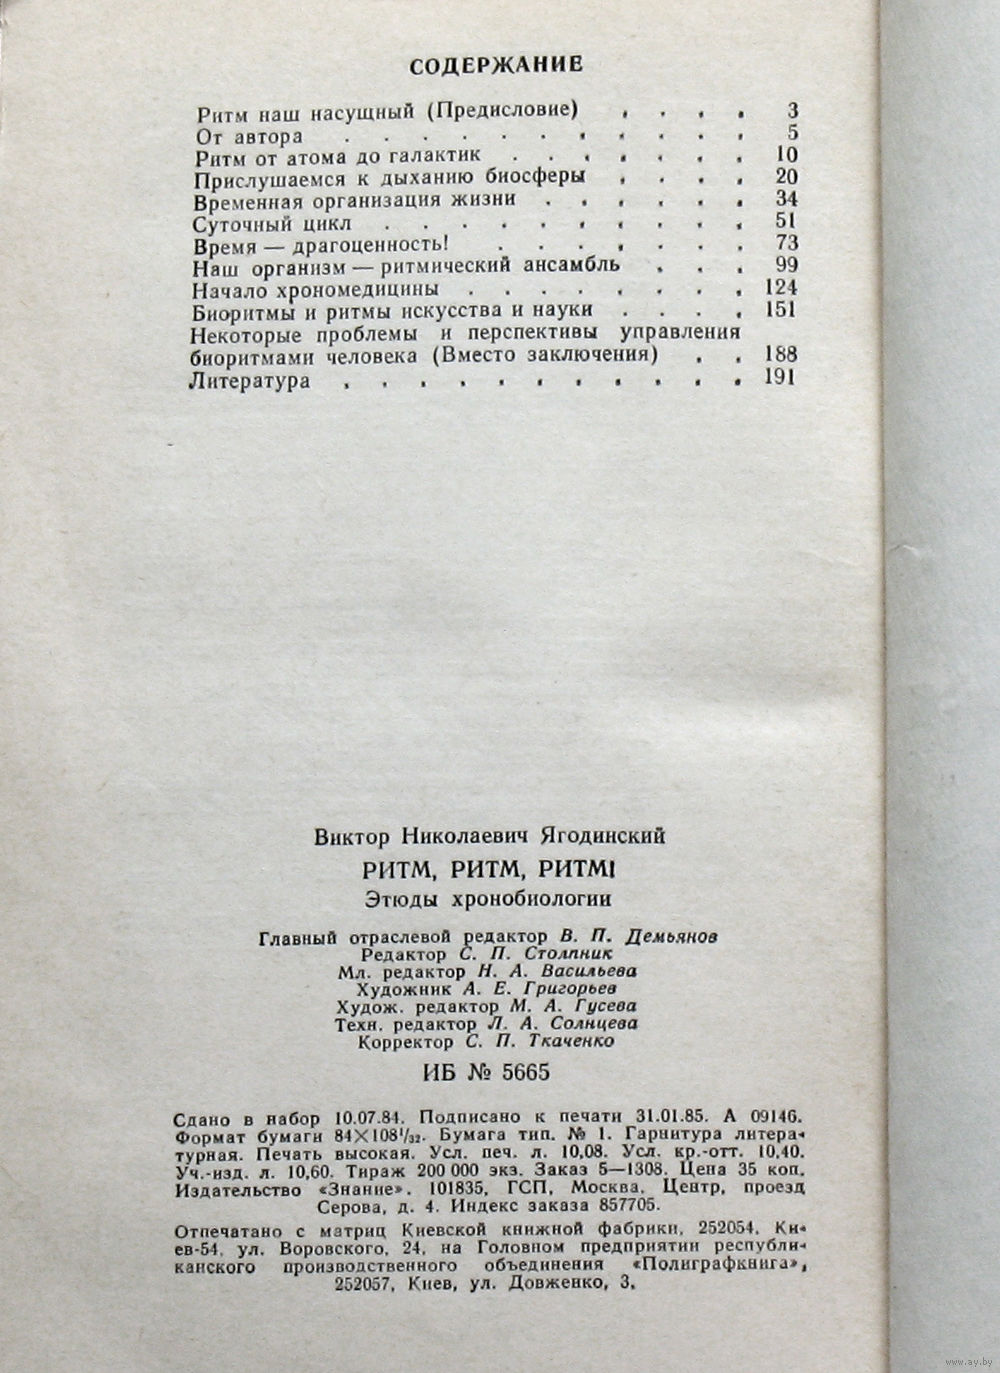 СОДЕРЖАНИЕ
Ритм наш насущный (Предисловие) . . . . 3
От автора . . . . . . . . . . . 5
Ритм от атома до галактик . . . . . . . 10
Прислушаемся к дыханию биосферы . . . . 20
Временная организация жизни . . . . . . 34
Суточный цикл . . . . . . . . . . 51
Время — драгоценность! . . . . . . . 73
Наш организм — ритмический ансамбль . . . 99
Начало хрономедицины . . . . . . . . 124
Биоритмы и ритмы искусства и науки . . . . 151
Некоторые проблемы и перспективы управления
биоритмами человека (Вместо заключения) . . 188
Литература . . . . . . . . . . . 191
Виктор Николаевич Ягодинский
РИТМ, РИТМ, РИТМ!
Этюды хронобиологии
Главный отраслевой редактор В. П. Демьянов
Редактор С. П. Столпник
Мл. редактор Н. А. Васильева
Художник А. Е. Григорьев
Худож. редактор М. А. Гусева
Техн. редактор Л. А. Солнцева
Корректор С. П. Ткаченко
ИБ № 5665
Сдано в набор 10.07.84. Подписано к печати 31.01.85. А 09146.
Формат бумаги 84×108¹/₃₂. Бумага тип. № 1. Гарнитура литера-
турная. Печать высокая. Усл. печ. л. 10,08. Усл. кр.-отт. 10,40.
Уч.-изд. л. 10,60. Тираж 200 000 экз. Заказ 5—1308. Цена 35 коп.
Издательство «Знание». 101835, ГСП, Москва, Центр, проезд
Серова, д. 4. Индекс заказа 857705.
Отпечатано с матриц Киевской книжной фабрики, 252054, Ки-
ев-54, ул. Воровского, 24, на Головном предприятии республи-
канского производственного объединения «Полиграфкнига»,
252057, Киев, ул. Довженко, 3.
www.ay.by